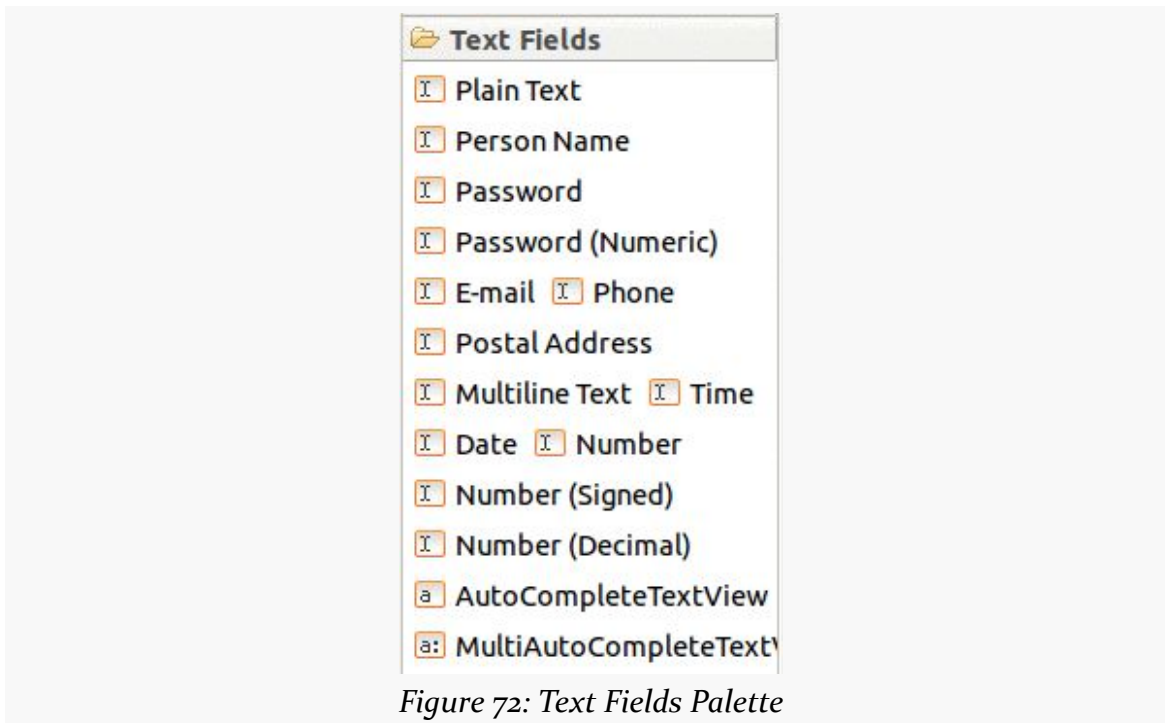 Text Fields
Plain Text
Person Name
Password
Password (Numeric)
E-mail Phone
Postal Address
Multiline Text Time
Date Number
Number (Signed)
Number (Decimal)
a AutoCompleteTextView
a: MultiAutoCompleteText
Figure 72: Text Fields Palette